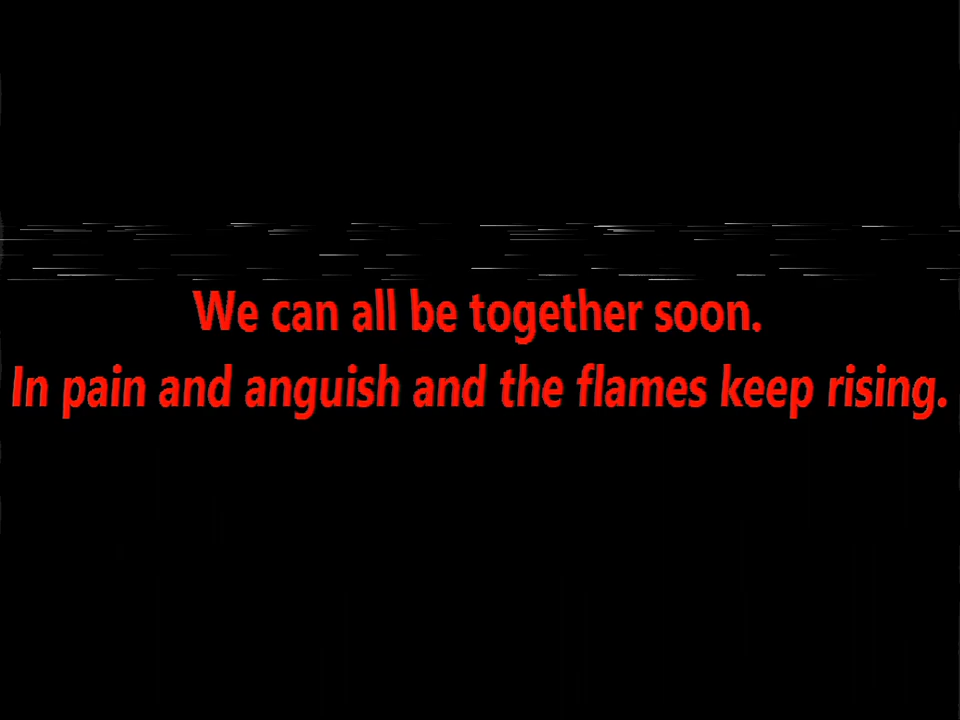 We can all be together soon.
In pain and anguish and the flames keep rising.